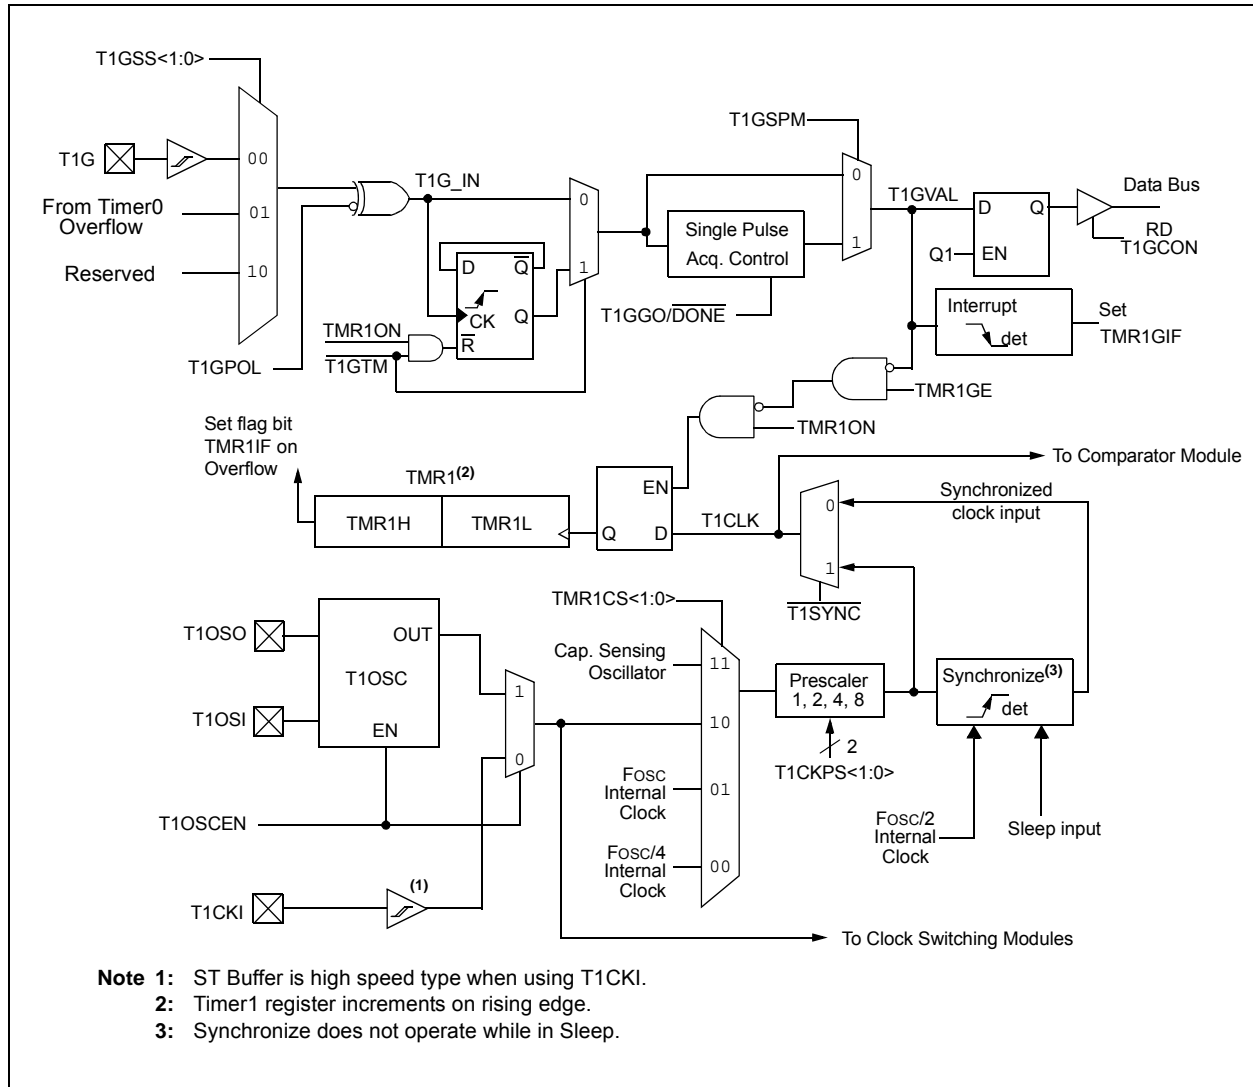 T1GSS<1:0>
T1G
00
From Timer0
Overflow
01
Reserved
10
T1GPOL
T1G_IN
0
1
D
Q
CK
Q
R
TMR1ON
T1GTM
Single Pulse
Acq. Control
T1GGO/DONE
T1GSPM
0
1
T1GVAL
D
Q
Q1
EN
Data Bus
RD
T1GCON
Interrupt
det
Set
TMR1GIF
TMR1GE
TMR1ON
Set flag bit
TMR1IF on
Overflow
TMR1(2)
TMR1H
TMR1L
EN
Q
D
T1CLK
To Comparator Module
Synchronized
clock input
0
1
T1SYNC
TMR1CS<1:0>
T1OSO
T1OSI
OUT
T1OSC
EN
1
0
T1OSCEN
T1CKI
(1)
Cap. Sensing
Oscillator
11
10
FOSC
Internal
Clock
01
FOSC/4
Internal
Clock
00
Prescaler
1, 2, 4, 8
2
T1CKPS<1:0>
Synchronize(3)
det
FOSC/2
Internal
Clock
Sleep input
To Clock Switching Modules
Note 1: ST Buffer is high speed type when using T1CKI.
2: Timer1 register increments on rising edge.
3: Synchronize does not operate while in Sleep.